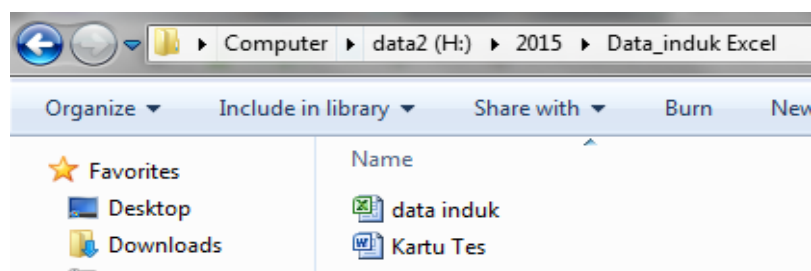 Computer data2 (H:) 2015 Data_induk Excel
Organize Include in library Share with Burn New
Favorites
Desktop
Downloads
Name
data induk
Kartu Tes